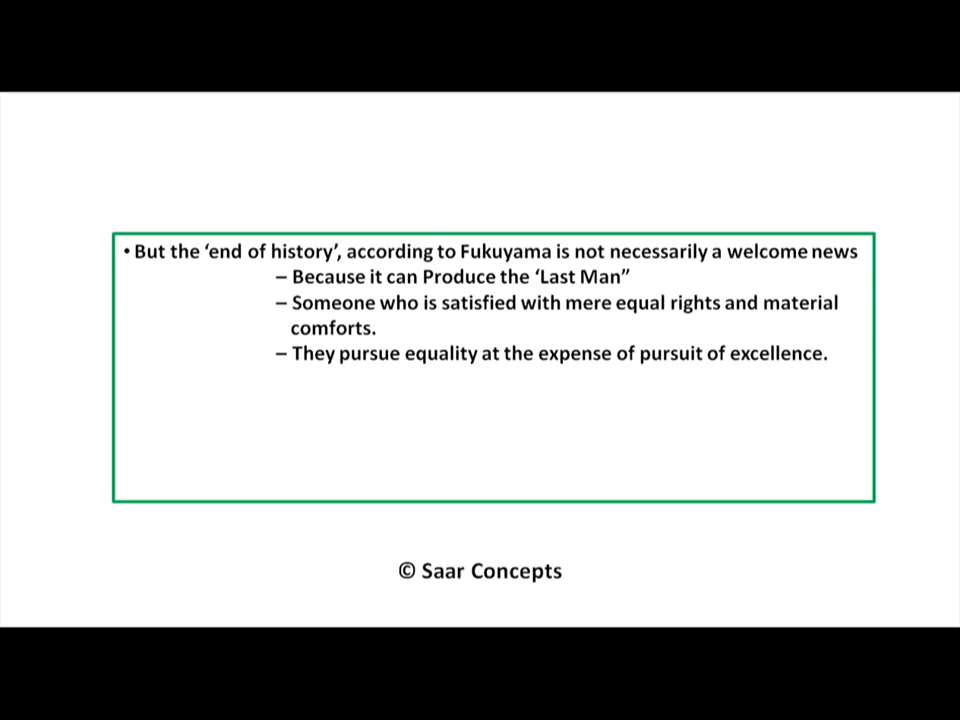 • But the ‘end of history’, according to Fukuyama is not necessarily a welcome news
– Because it can Produce the ‘Last Man”
– Someone who is satisfied with mere equal rights and material
comforts.
– They pursue equality at the expense of pursuit of excellence.
© Saar Concepts